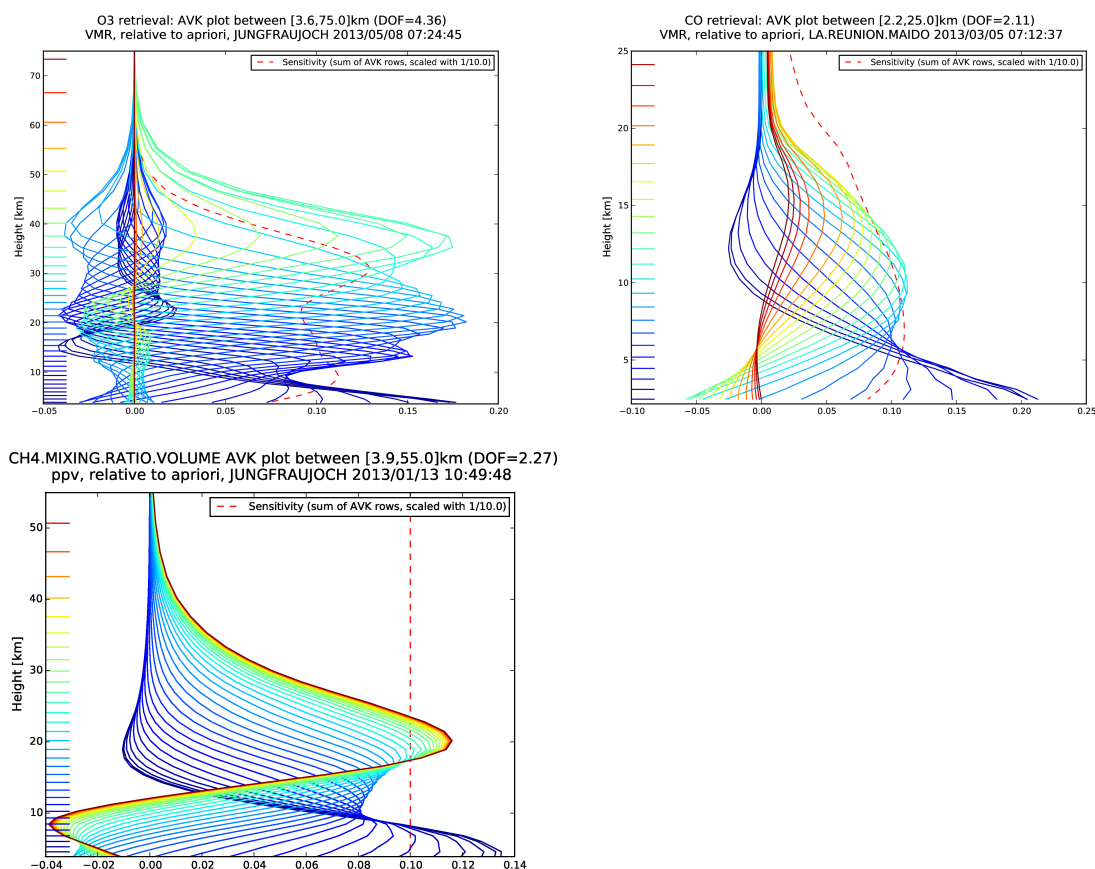 O3 retrieval: AVK plot between [3.6,75.0]km (DOF=4.36)
VMR, relative to apriori, JUNGFRAUJOCH 2013/05/08 07:24:45
Sensitivity (sum of AVK rows, scaled with 1/10.0)
70
60
50
40
30
20
10
Height [km]
−0.05 0.00 0.05 0.10 0.15 0.20
CO retrieval: AVK plot between [2.2,25.0]km (DOF=2.11)
VMR, relative to apriori, LA.REUNION.MAIDO 2013/03/05 07:12:37
Sensitivity (sum of AVK rows, scaled with 1/10.0)
25
20
15
10
5
Height [km]
−0.10 −0.05 0.00 0.05 0.10 0.15 0.20 0.25
CH4.MIXING.RATIO.VOLUME AVK plot between [3.9,55.0]km (DOF=2.27)
ppv, relative to apriori, JUNGFRAUJOCH 2013/01/13 10:49:48
Sensitivity (sum of AVK rows, scaled with 1/10.0)
50
40
30
20
10
Height [km]
−0.04 −0.02 0.00 0.02 0.04 0.06 0.08 0.10 0.12 0.14